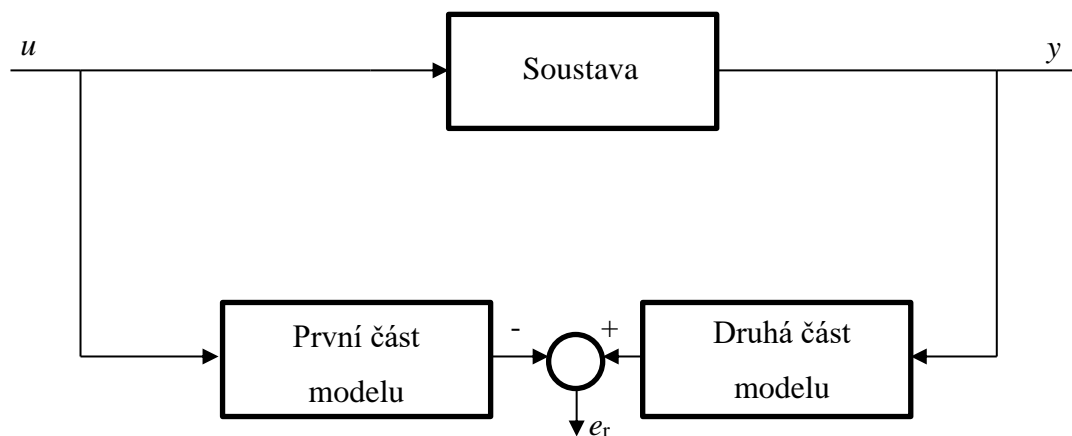 u
Soustava
y
První část
modelu
-
+
Druhá část
modelu
er